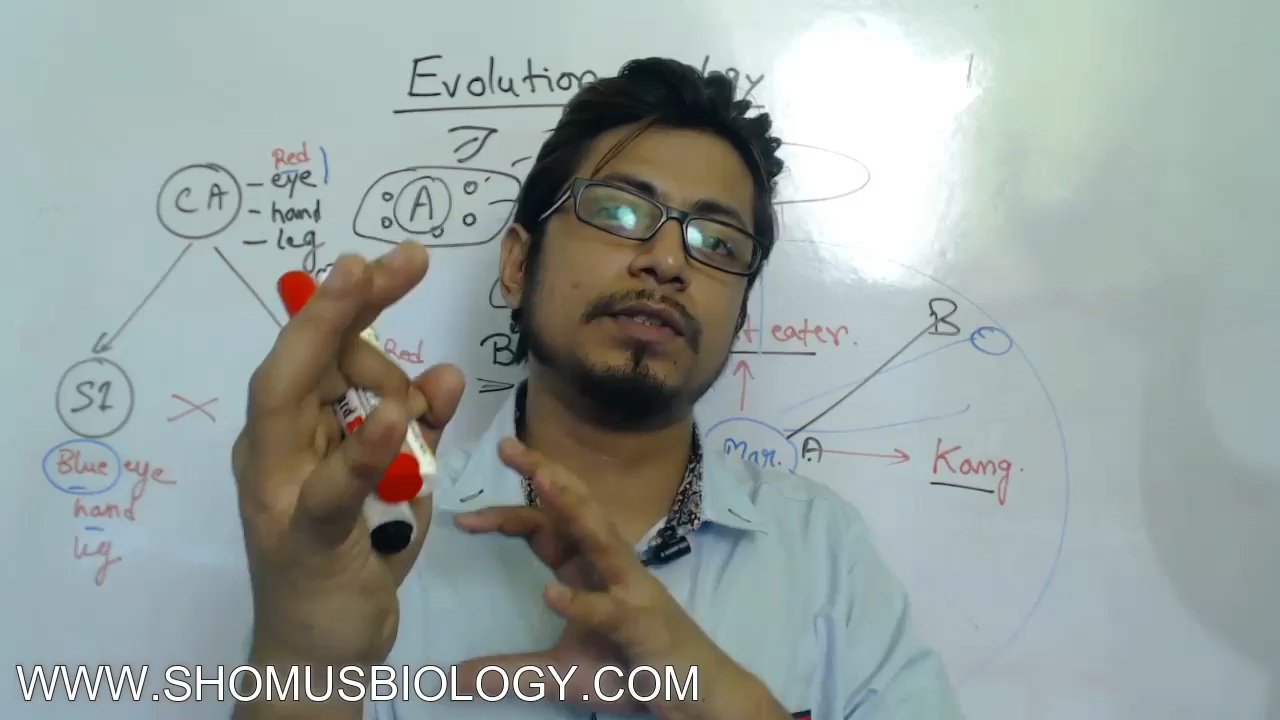 Evolution
CA
Red
- eye
- hand
- leg
A
S1
Blue eye
hand
leg
Red
B
eater.
Mar.
A
B
Kang.
WWW.SHOMUSBIOLOGY.COM